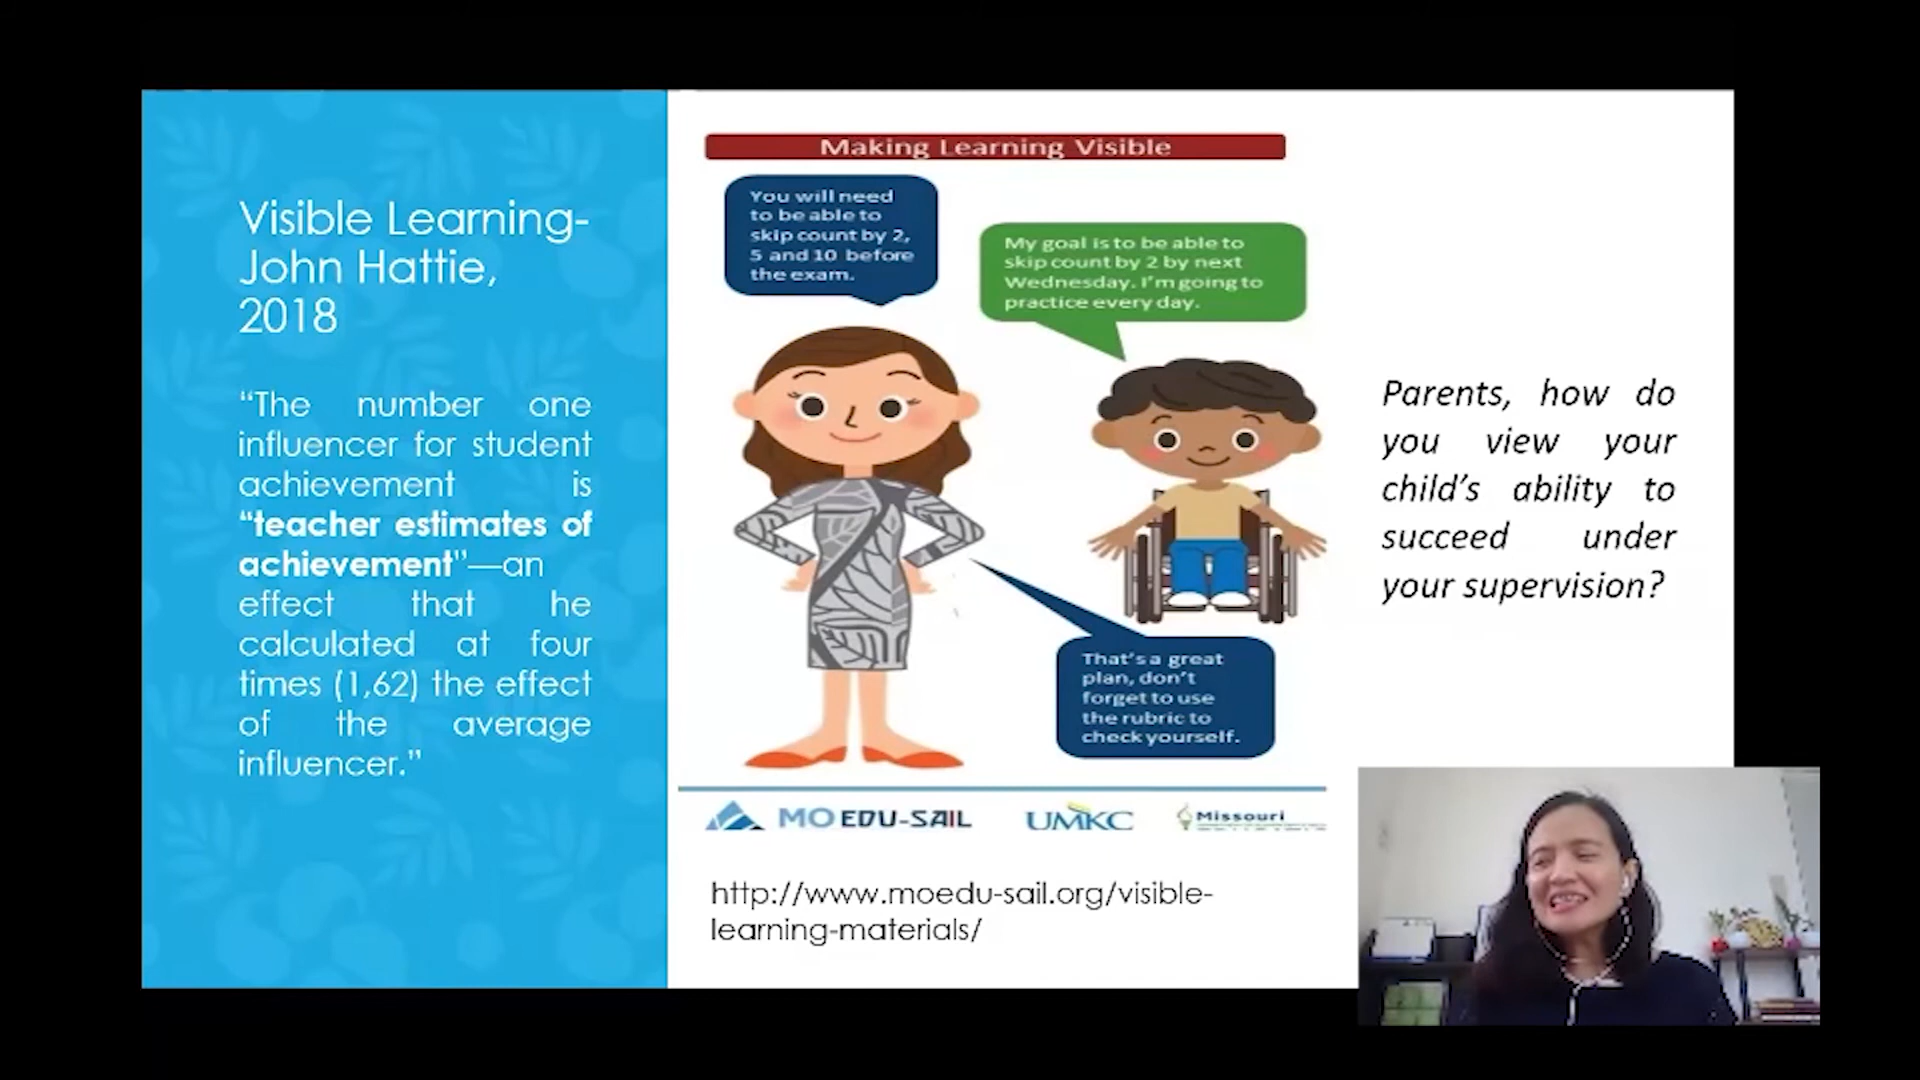 Visible Learning-
John Hattie,
2018
“The number one
influencer for student
achievement is
“teacher estimates of
achievement”—an
effect that he
calculated at four
times (1,62) the effect
of the average
influencer.”
Making Learning Visible
You will need
to be able to
skip count by 2,
5 and 10 before
the exam.
My goal is to be able to
skip count by 2 by next
Wednesday. I'm going to
practice every day.
That's a great
plan, don't
forget to use
the rubric to
check yourself.
MO EDU-SAIL
UMKC
Missouri
http://www.moedu-sail.org/visible-
learning-materials/
Parents, how do
you view your
child’s ability to
succeed under
your supervision?